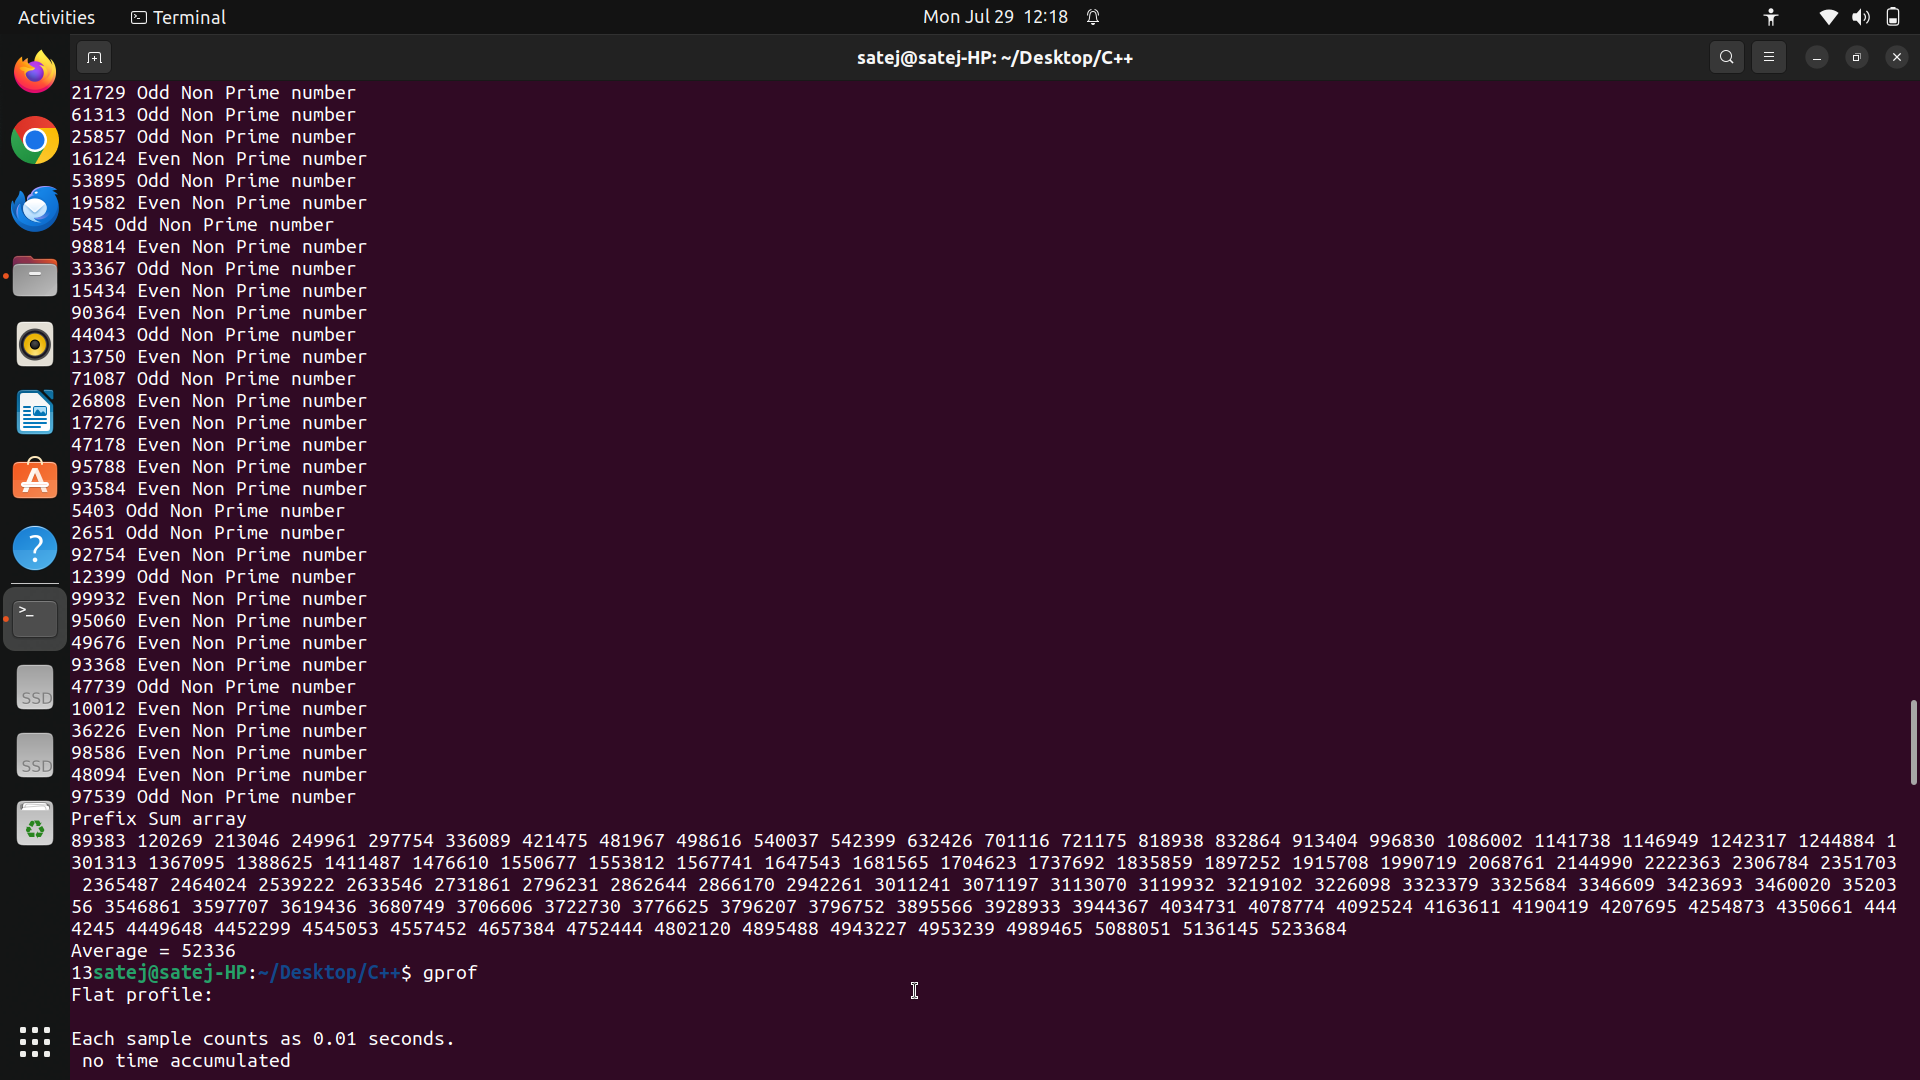 Activities
Terminal
Mon Jul 29 12:18
satej@satej-HP: ~/Desktop/C++
21729 Odd Non Prime number
61313 Odd Non Prime number
25857 Odd Non Prime number
16124 Even Non Prime number
53895 Odd Non Prime number
19582 Even Non Prime number
545 Odd Non Prime number
98814 Even Non Prime number
33367 Odd Non Prime number
15434 Even Non Prime number
90364 Even Non Prime number
44043 Odd Non Prime number
13750 Even Non Prime number
71087 Odd Non Prime number
26808 Even Non Prime number
17276 Even Non Prime number
47178 Even Non Prime number
95788 Even Non Prime number
93584 Even Non Prime number
5403 Odd Non Prime number
2651 Odd Non Prime number
92754 Even Non Prime number
12399 Odd Non Prime number
99932 Even Non Prime number
95060 Even Non Prime number
49676 Even Non Prime number
93368 Even Non Prime number
47739 Odd Non Prime number
10012 Even Non Prime number
36226 Even Non Prime number
98586 Even Non Prime number
48094 Even Non Prime number
97539 Odd Non Prime number
Prefix Sum array
89383 120269 213046 249961 297754 336089 421475 481967 498616 540037 542399 632426 701116 721175 818938 832864 913404 996830 1086002 1141738 1146949 1242317 1244884 1
301313 1367095 1388625 1411487 1476610 1550677 1553812 1567741 1647543 1681565 1704623 1737692 1835859 1897252 1915708 1990719 2068761 2144990 2222363 2306784 2351703
2365487 2464024 2539222 2633546 2731861 2796231 2862644 2866170 2942261 3011241 3071197 3113070 3119932 3219102 3226098 3323379 3325684 3346609 3423693 3460020 35203
56 3546861 3597707 3619436 3680749 3706606 3722730 3776625 3796207 3796752 3895566 3928933 3944367 4034731 4078774 4092524 4163611 4190419 4207695 4254873 4350661 444
4245 4449648 4452299 4545053 4557452 4657384 4752444 4802120 4895488 4943227 4953239 4989465 5088051 5136145 5233684
Average = 52336
13satej@satej-HP:~/Desktop/C++$ gprof
Flat profile:
Each sample counts as 0.01 seconds.
no time accumulated
SSD
SSD